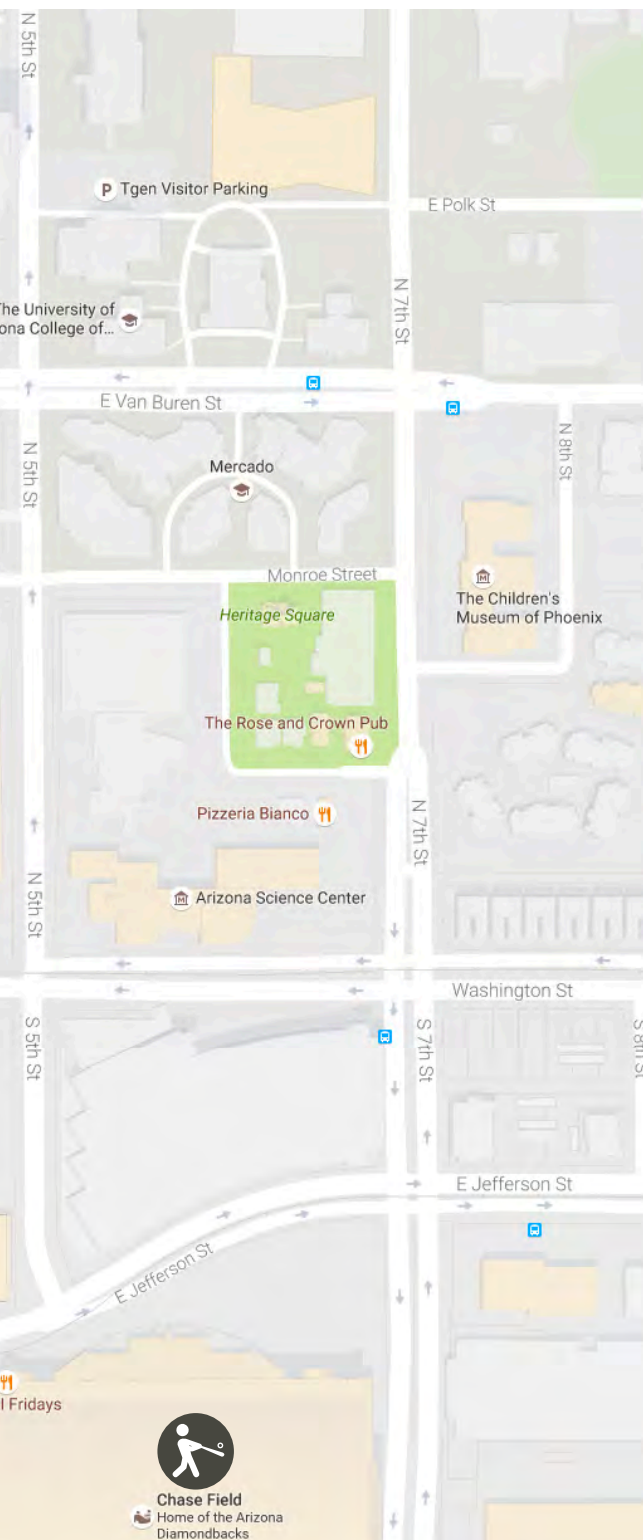 N 5th St
P Tgen Visitor Parking
E Polk St
N 7th St
The University of
ona College of...
E Van Buren St
N 8th St
N 5th St
Mercado
Monroe Street
Heritage Square
The Children's
Museum of Phoenix
The Rose and Crown Pub
Pizzeria Bianco
N 7th St
N 5th St
Arizona Science Center
Washington St
S 5th St
S 7th St
S 8th St
E Jefferson St
E Jefferson St
l Fridays
Chase Field
Home of the Arizona
Diamondbacks